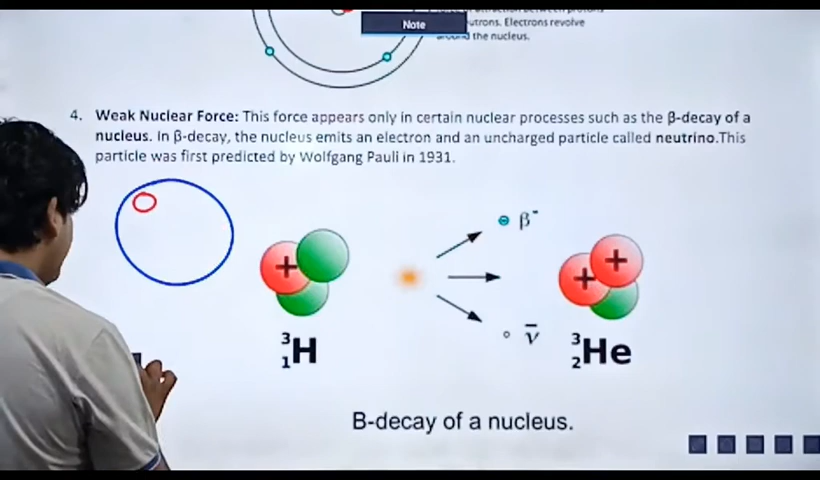 Note
utrons. Electrons revolve
the nucleus.
4. Weak Nuclear Force: This force appears only in certain nuclear processes such as the β-decay of a
nucleus. In β-decay, the nucleus emits an electron and an uncharged particle called neutrino.This
particle was first predicted by Wolfgang Pauli in 1931.
⊖ β⁻
+ + +
ν̅
³₁H ³₂He
B-decay of a nucleus.